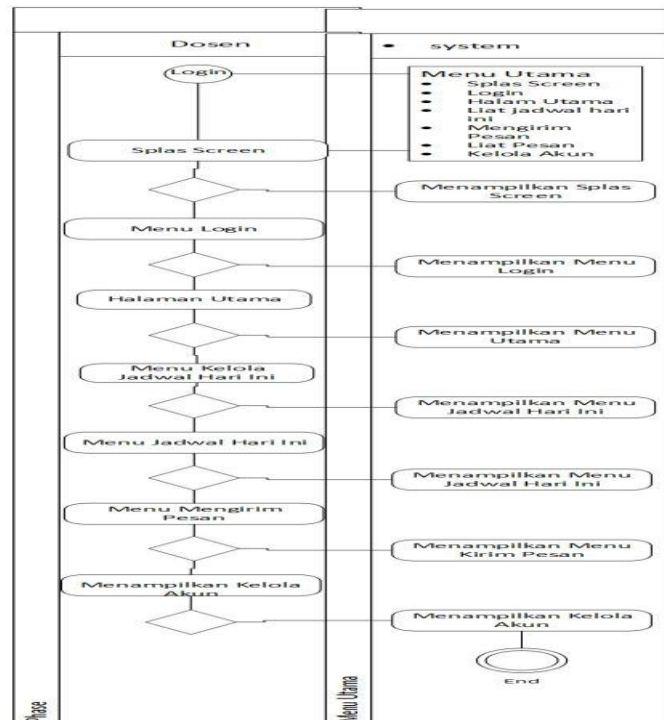 Dosen
• system
Login
Menu Utama
• Splas Screen
• Login
• Halam Utama
• Liat jadwal hari
ini
• Mengirim
Pesan
• Liat Pesan
• Kelola Akun
Splas Screen
Menampilkan Splas
Screen
Menu Login
Menampilkan Menu
Login
Halaman Utama
Menampilkan Menu
Utama
Menu Kelola
Jadwal Hari Ini
Menampilkan Menu
Jadwal Hari Ini
Menu Jadwal Hari Ini
Menampilkan Menu
Jadwal Hari Ini
Menu Mengirim
Pesan
Menampilkan Menu
Kirim Pesan
Menampilkan Kelola
Akun
Menampilkan Kelola
Akun
End
Phase
Menu Utama